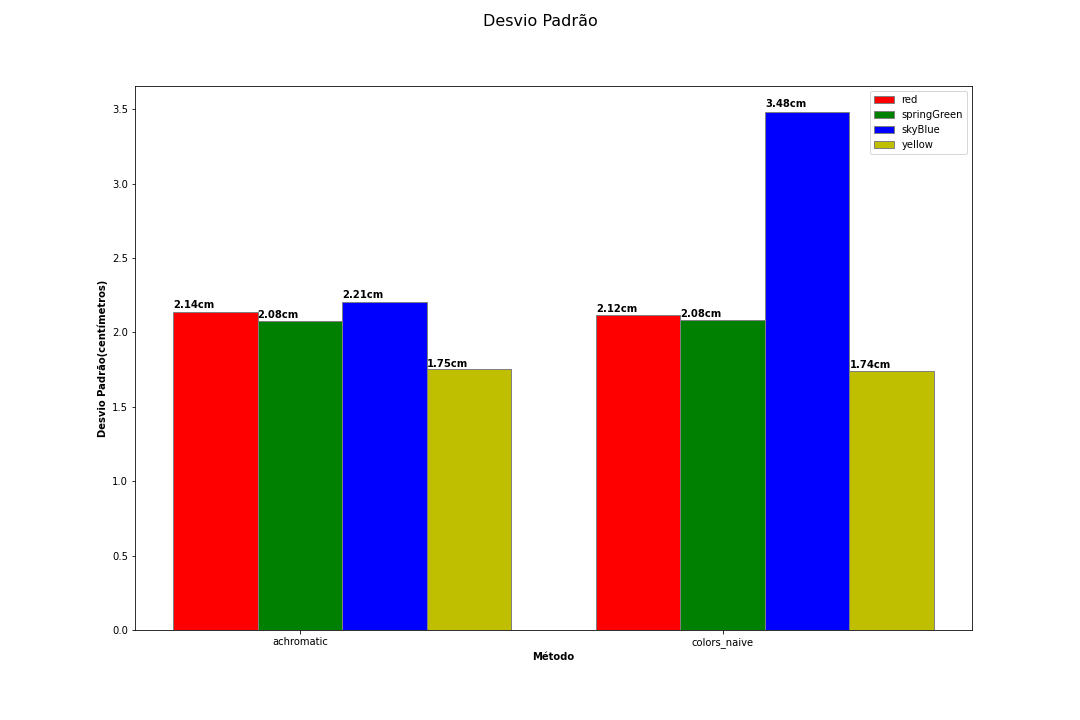 Desvio Padrão
3.5
3.0
2.5
2.0
1.5
1.0
0.5
0.0
Desvio Padrão(centímetros)
2.14cm
2.08cm
2.21cm
1.75cm
2.12cm
2.08cm
3.48cm
1.74cm
red
springGreen
skyBlue
yellow
achromatic
colors_naive
Método